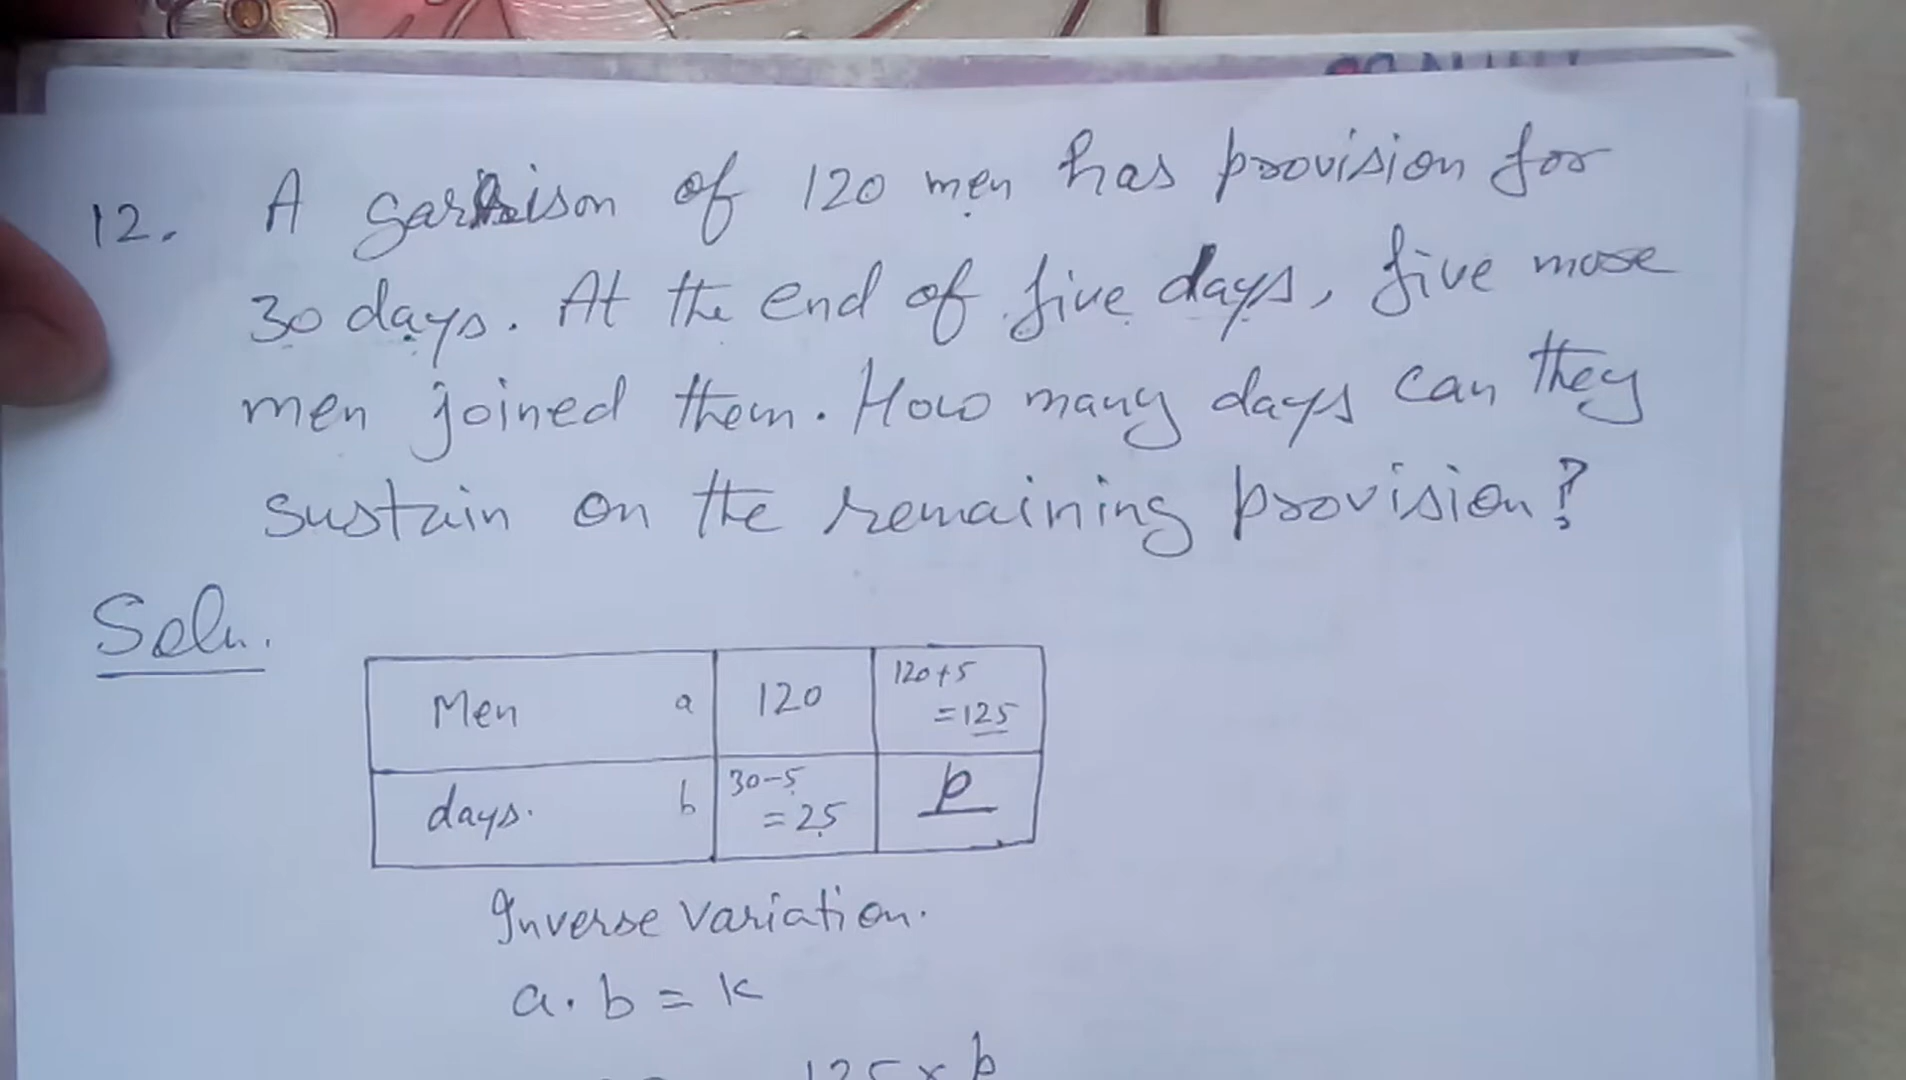 12. A garrison of 120 men has provision for
30 days. At the end of five days, five more
men joined them. How many days can they
sustain on the remaining provision?
Soln.
Men a 120 120+5
=125
days. b 30-5 p
=25
Inverse Variation.
a.b = k
125 x p